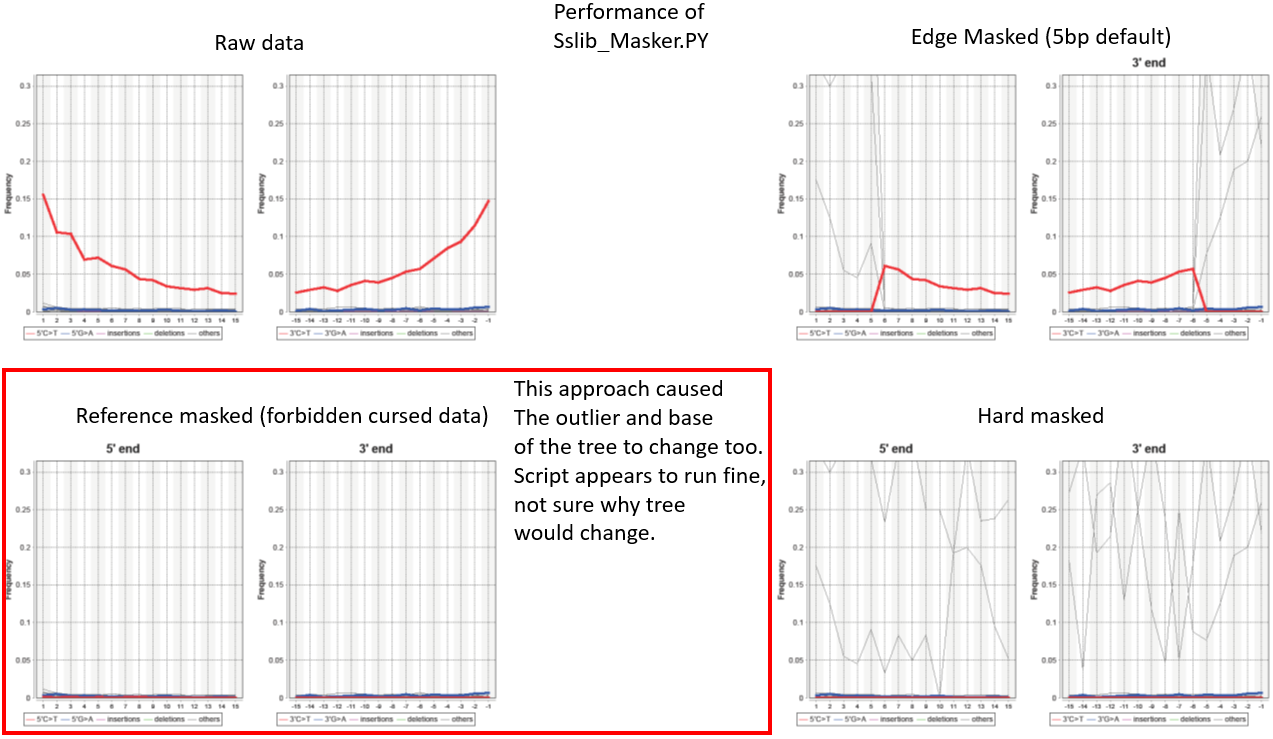 Performance of
Sslib_Masker.PY
Raw data
Edge Masked (5bp default)
3' end
0.3
0.25
0.2
0.15
0.1
0.05
0
Frequency
1 2 3 4 5 6 7 8 9 10 11 12 13 14 15
5'C>T 5'G>A insertions deletions others
0.3
0.25
0.2
0.15
0.1
0.05
0
Frequency
-15 -14 -13 -12 -11 -10 -9 -8 -7 -6 -5 -4 -3 -2 -1
3'C>T 3'G>A insertions deletions others
0.3
0.25
0.2
0.15
0.1
0.05
0
Frequency
1 2 3 4 5 6 7 8 9 10 11 12 13 14 15
5'C>T 5'G>A insertions deletions others
0.3
0.25
0.2
0.15
0.1
0.05
0
Frequency
-15 -14 -13 -12 -11 -10 -9 -8 -7 -6 -5 -4 -3 -2 -1
3'C>T 3'G>A insertions deletions others
Reference masked (forbidden cursed data)
5' end
3' end
0.3
0.25
0.2
0.15
0.1
0.05
0
Frequency
1 2 3 4 5 6 7 8 9 10 11 12 13 14 15
5'C>T 5'G>A insertions deletions others
0.3
0.25
0.2
0.15
0.1
0.05
0
Frequency
-15 -14 -13 -12 -11 -10 -9 -8 -7 -6 -5 -4 -3 -2 -1
3'C>T 3'G>A insertions deletions others
This approach caused
The outlier and base
of the tree to change too.
Script appears to run fine,
not sure why tree
would change.
Hard masked
5' end
3' end
0.3
0.25
0.2
0.15
0.1
0.05
0
Frequency
1 2 3 4 5 6 7 8 9 10 11 12 13 14 15
5'C>T 5'G>A insertions deletions others
0.3
0.25
0.2
0.15
0.1
0.05
0
Frequency
-15 -14 -13 -12 -11 -10 -9 -8 -7 -6 -5 -4 -3 -2 -1
3'C>T 3'G>A insertions deletions others